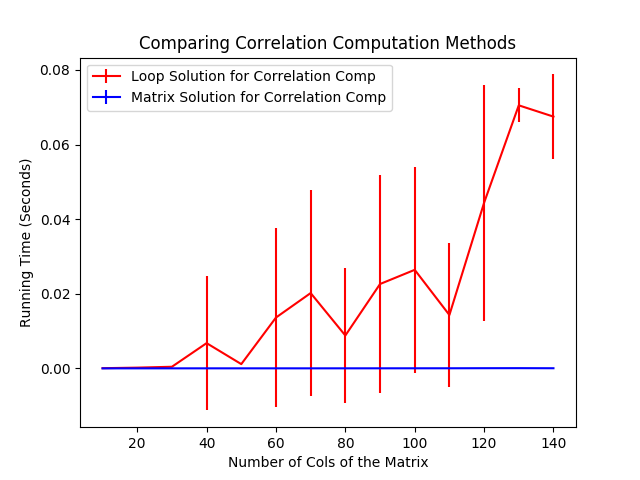 Comparing Correlation Computation Methods
Loop Solution for Correlation Comp
Matrix Solution for Correlation Comp
0.08
0.06
0.04
0.02
0.00
Running Time (Seconds)
20 40 60 80 100 120 140
Number of Cols of the Matrix